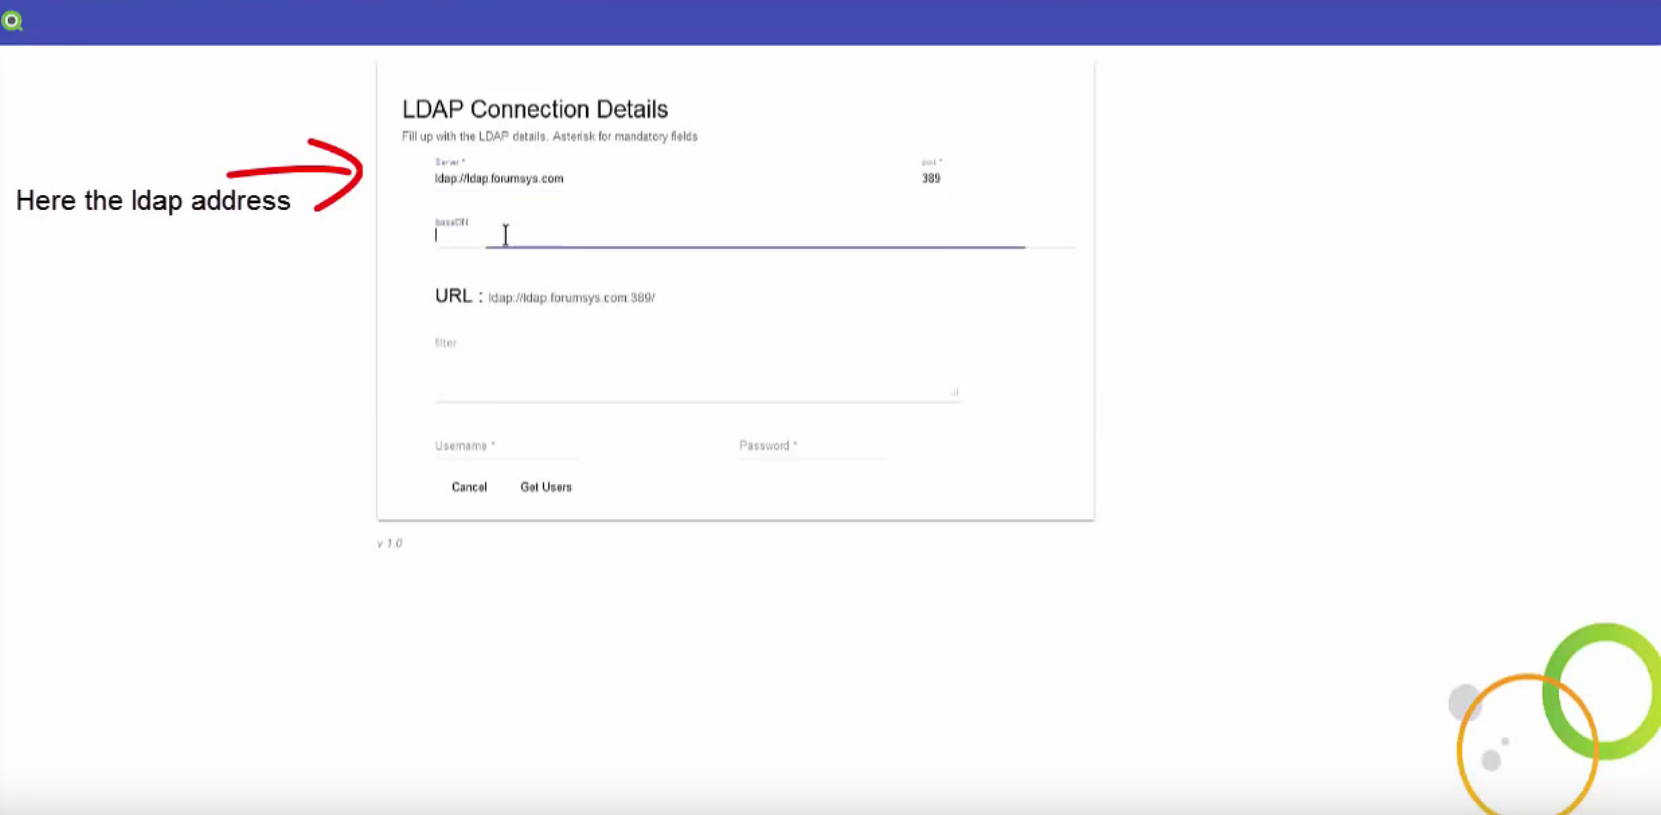 LDAP Connection Details
Fill up with the LDAP details. Asterisk for mandatory fields
Server * port *
ldap://ldap.forumsys.com 389
Here the ldap address
baseDN
URL : ldap://ldap.forumsys.com:389/
filter
Username * Password *
Cancel Get Users
v 1.0